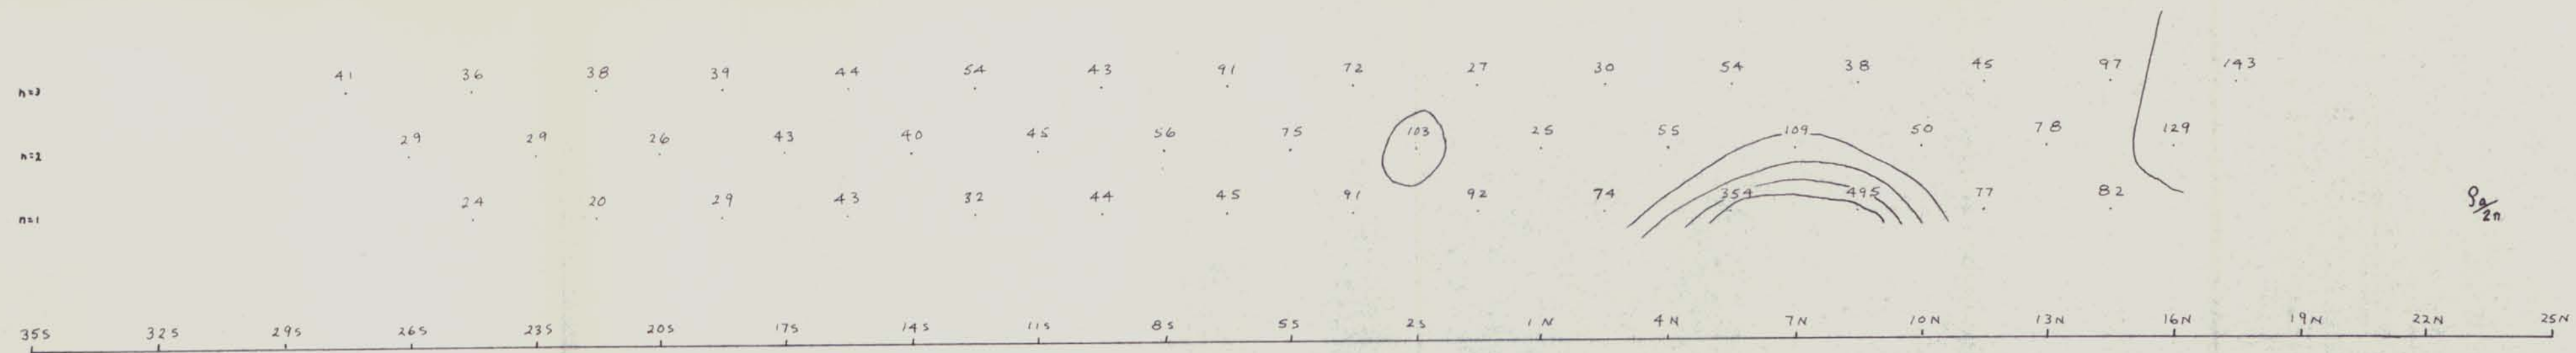 n=3 41 36 38 39 44 54 43 91 72 27 30 54 38 45 97 143
n=2 29 29 26 43 40 45 56 75 103 25 55 109 50 78 129
n=1 24 20 29 43 32 44 45 91 92 74 354 495 77 82 ρa/2n
35S 32S 29S 26S 23S 20S 17S 14S 11S 8S 5S 2S 1N 4N 7N 10N 13N 16N 19N 22N 25N